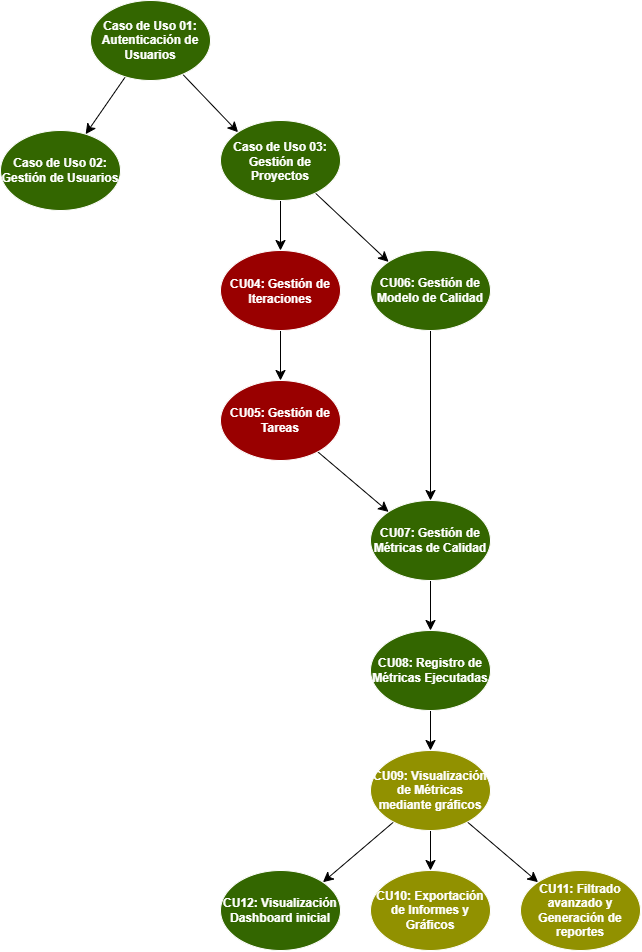 Caso de Uso 01:
Autenticación de
Usuarios
Caso de Uso 02:
Gestión de Usuarios
Caso de Uso 03:
Gestión de
Proyectos
CU04: Gestión de
Iteraciones
CU06: Gestión de
Modelo de Calidad
CU05: Gestión de
Tareas
CU07: Gestión de
Métricas de Calidad
CU08: Registro de
Métricas Ejecutadas
CU09: Visualización
de Métricas
mediante gráficos
CU12: Visualización
Dashboard inicial
CU10: Exportación
de Informes y
Gráficos
CU11: Filtrado
avanzado y
Generación de
reportes